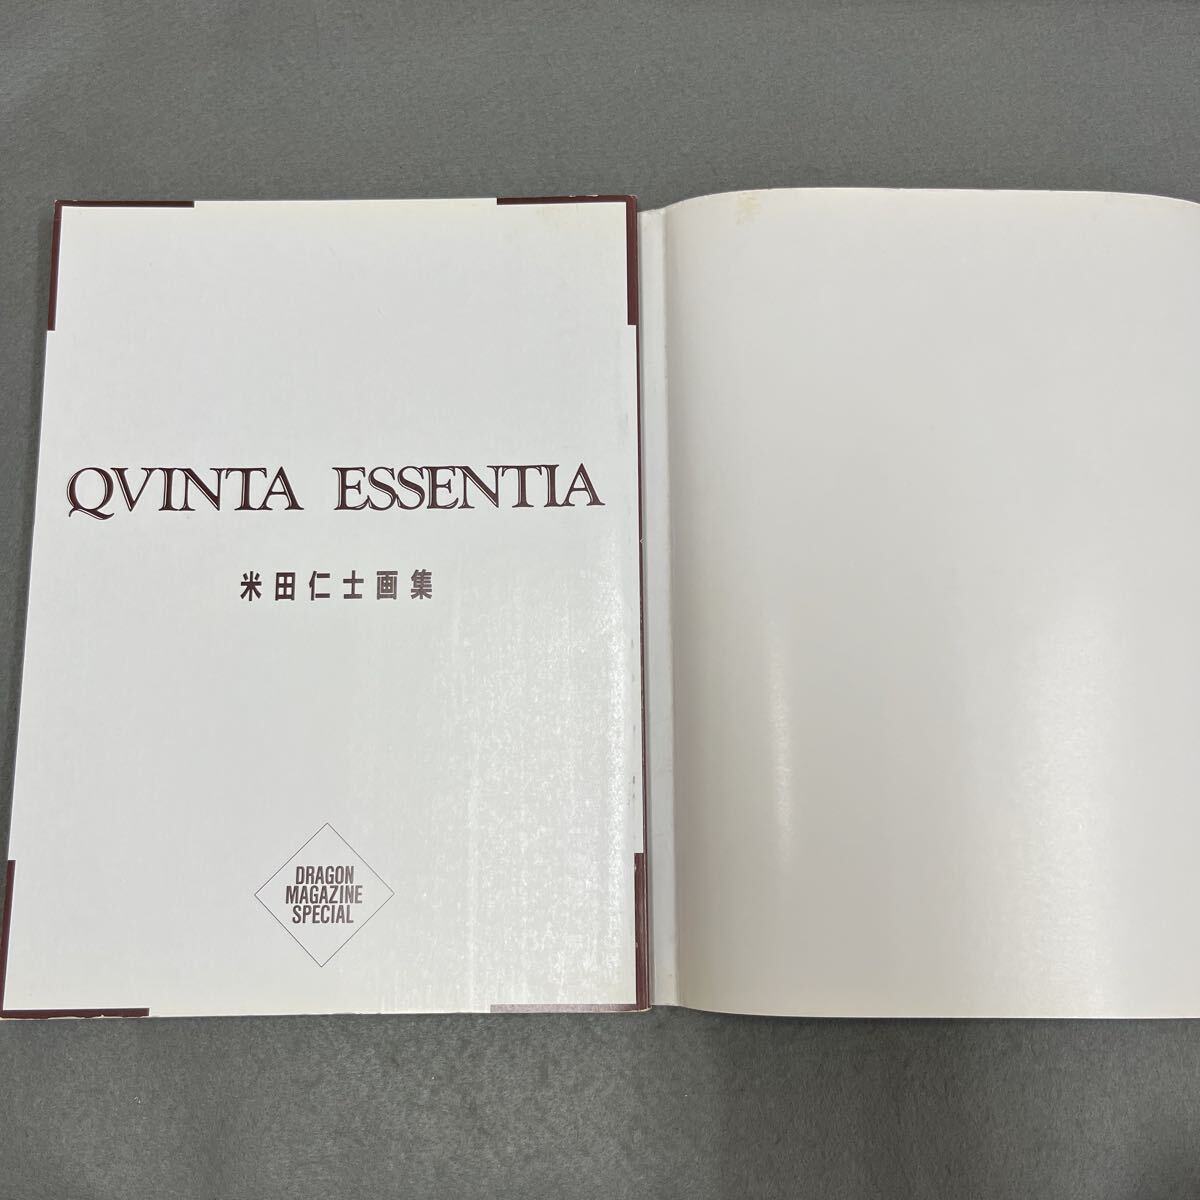 QVINTA ESSENTIA
米田仁士画集
DRAGON
MAGAZINE
SPECIAL